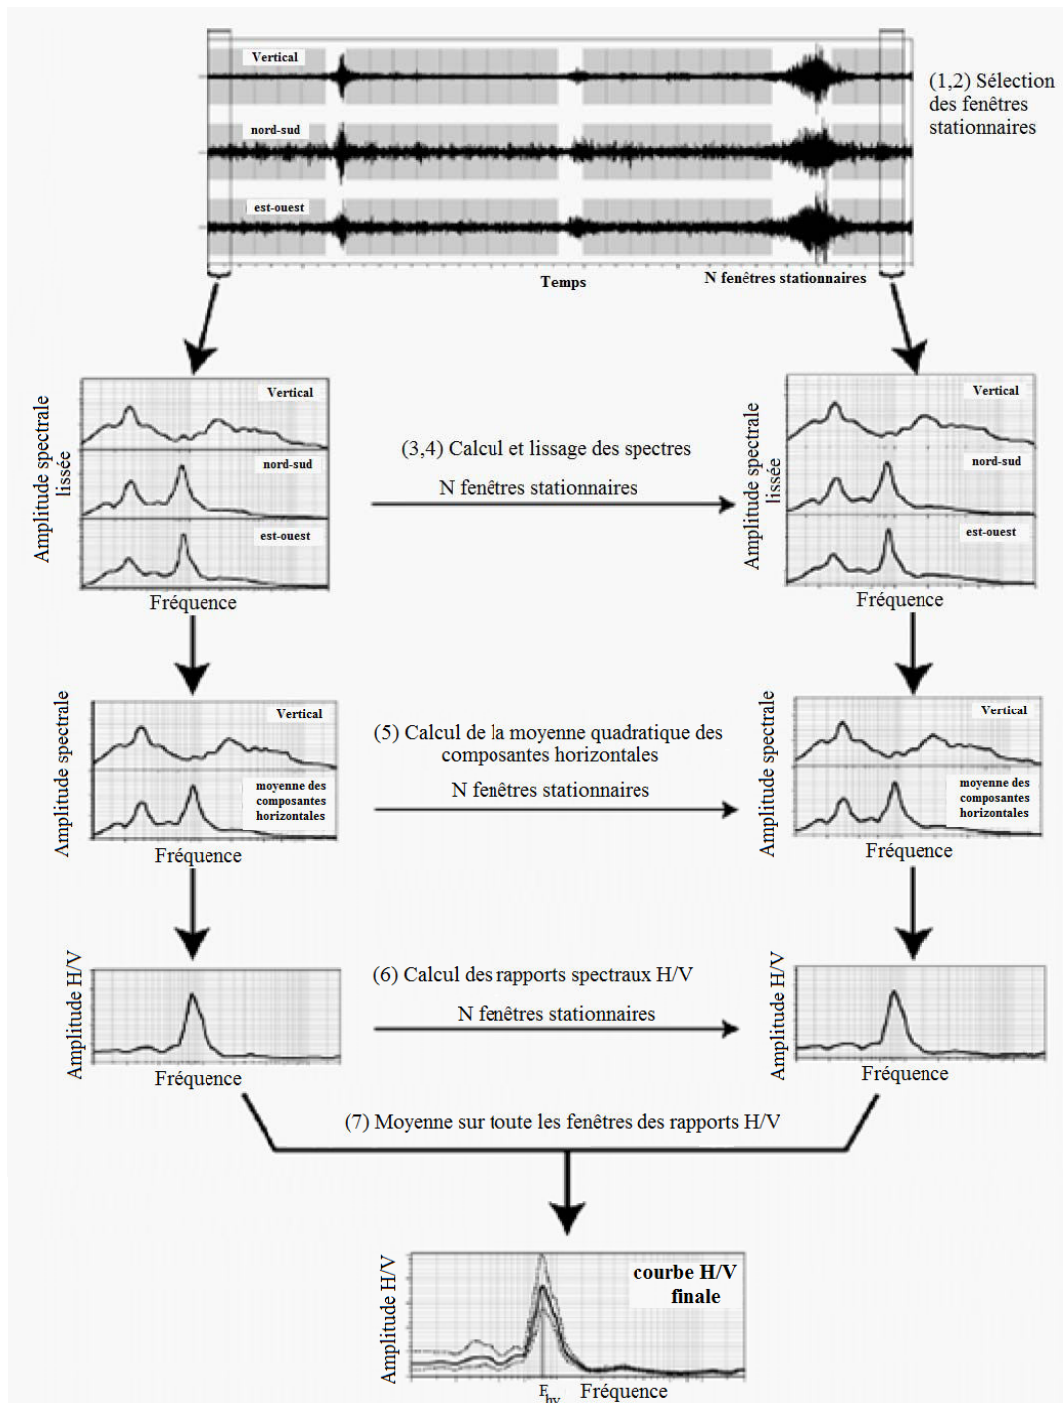 Vertical
(1,2) Sélection
des fenêtres
stationnaires
nord-sud
est-ouest
Temps
N fenêtres stationnaires
Amplitude spectrale
lissée
Vertical
nord-sud
est-ouest
Fréquence
(3,4) Calcul et lissage des spectres
N fenêtres stationnaires
Amplitude spectrale
lissée
Vertical
nord-sud
est-ouest
Fréquence
Amplitude spectrale
Vertical
moyenne des
composantes
horizontales
Fréquence
(5) Calcul de la moyenne quadratique des
composantes horizontales
N fenêtres stationnaires
Amplitude spectrale
Vertical
moyenne des
composantes
horizontales
Fréquence
Amplitude H/V
Fréquence
(6) Calcul des rapports spectraux H/V
N fenêtres stationnaires
Amplitude H/V
Fréquence
(7) Moyenne sur toute les fenêtres des rapports H/V
Amplitude H/V
courbe H/V
finale
F hv
Fréquence